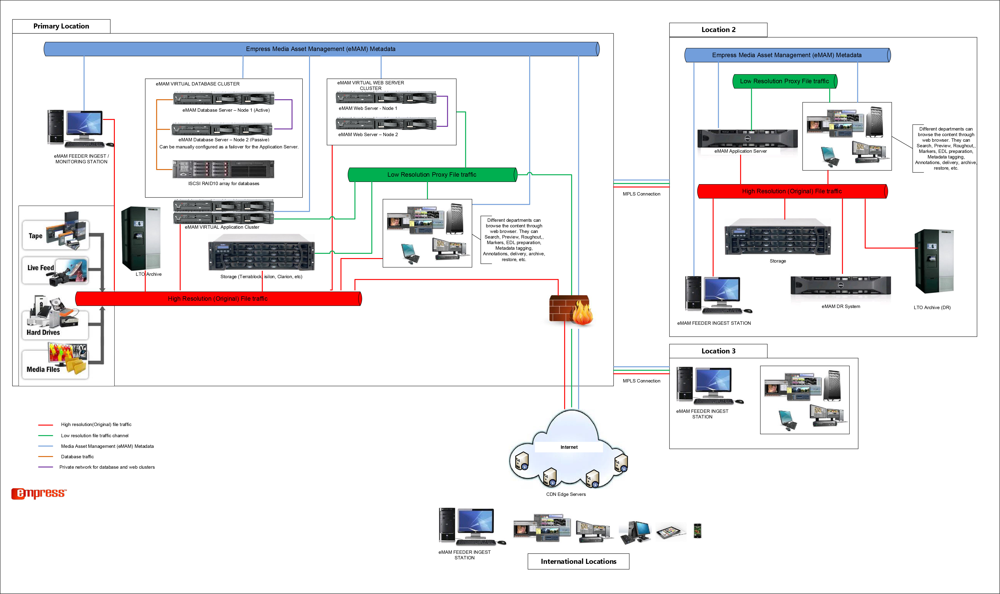 Primary Location
Empress Media Asset Management (eMAM) Metadata
eMAM VIRTUAL DATABASE CLUSTER
eMAM Database Server – Node 1 (Active)
eMAM Database Server – Node 2 (Passive)
Can be manually configured as a failover for the Application Server.
ISCSI RAID10 array for databases
eMAM VIRTUAL WEB SERVER
CLUSTER
eMAM Web Server - Node 1
eMAM Web Server – Node 2
eMAM FEEDER INGEST /
MONITORING STATION
Low Resolution Proxy File traffic
eMAM VIRTUAL Application Cluster
Tape
Live Feed
Hard Drives
Media Files
LTO Archive
Storage (Terrablock, isilon, Clarion, etc)
Different departments can
browse the content through
web browser. They can
Search, Preview, Roughcut,,
Markers, EDL preparation,
Metadata tagging,
Annotations, delivery, archive,
restore, etc.
High Resolution (Original) File traffic
MPLS Connection
MPLS Connection
Location 2
Empress Media Asset Management (eMAM) Metadata
Low Resolution Proxy File traffic
DELL
eMAM Application Server
Different departments can
browse the content through
web browser. They can
Search, Preview, Roughcut,,
Markers, EDL preparation,
Metadata tagging,
Annotations, delivery, archive,
restore, etc.
High Resolution (Original) File traffic
Storage
DELL
eMAM DR System
LTO Archive (DR)
eMAM FEEDER INGEST STATION
Location 3
eMAM FEEDER INGEST
STATION
High resolution(Original) file traffic
Low resolution file traffic channel
Media Asset Management (eMAM) Metadata
Database traffic
Private network for database and web clusters
empress™
Internet
CDN Edge Servers
eMAM FEEDER INGEST
STATION
International Locations